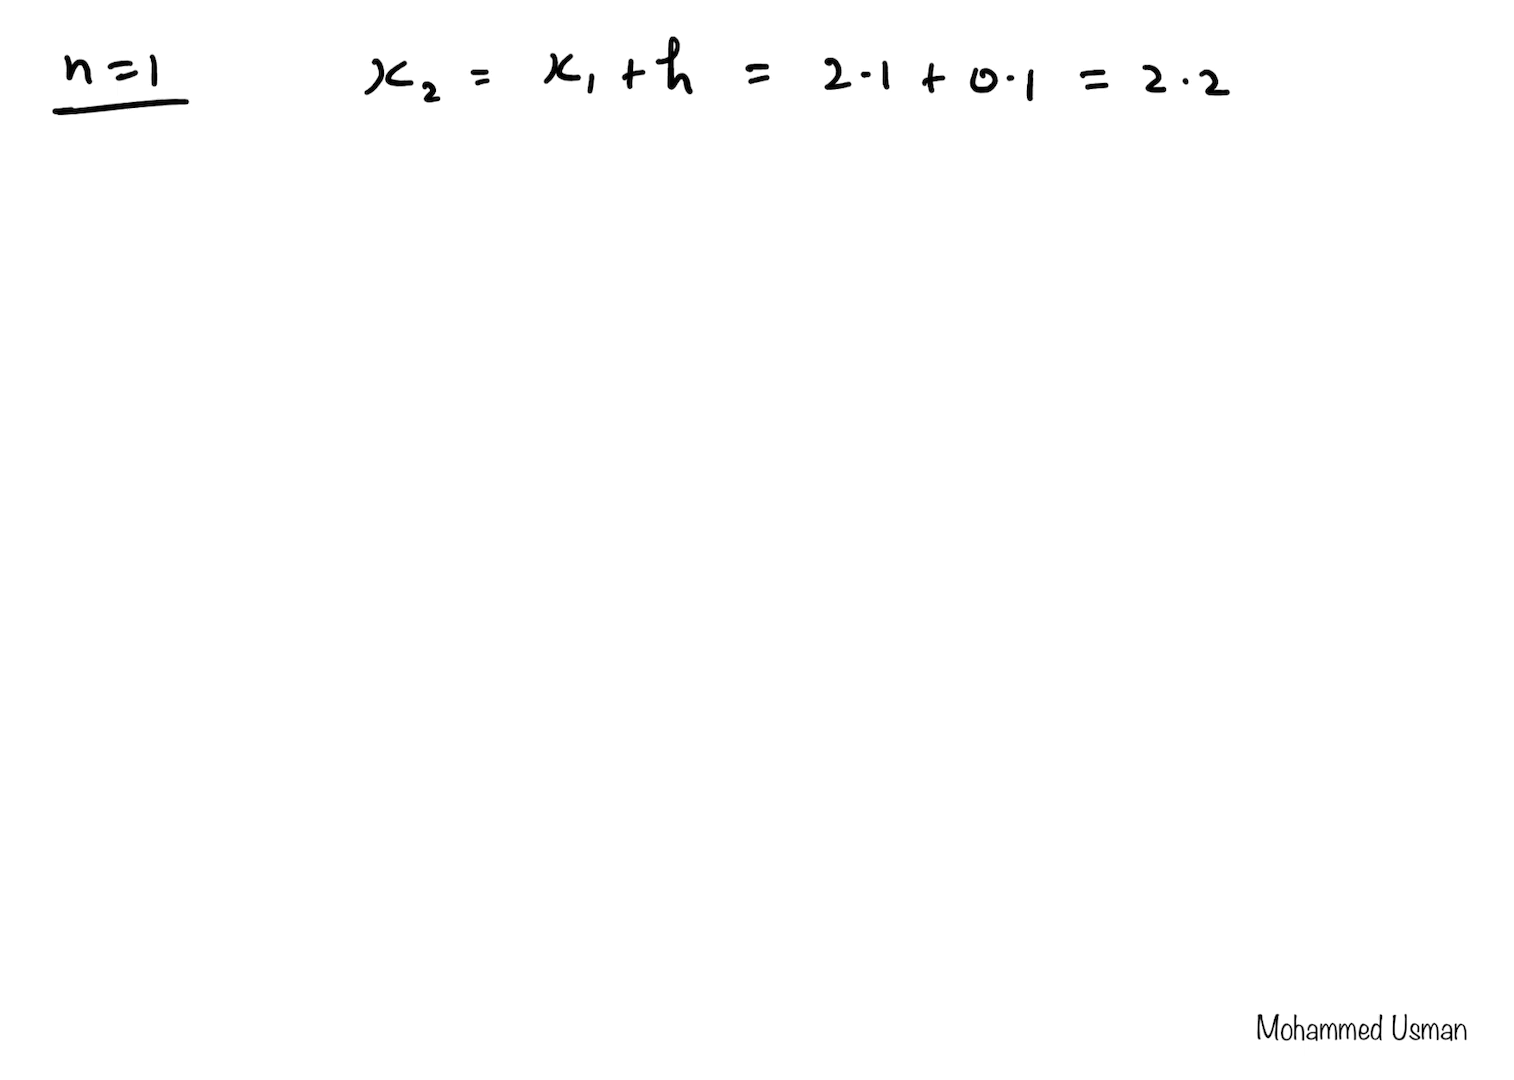 n=1 x₂ = x₁ + h = 2·1 + 0·1 = 2·2
Mohammed Usman